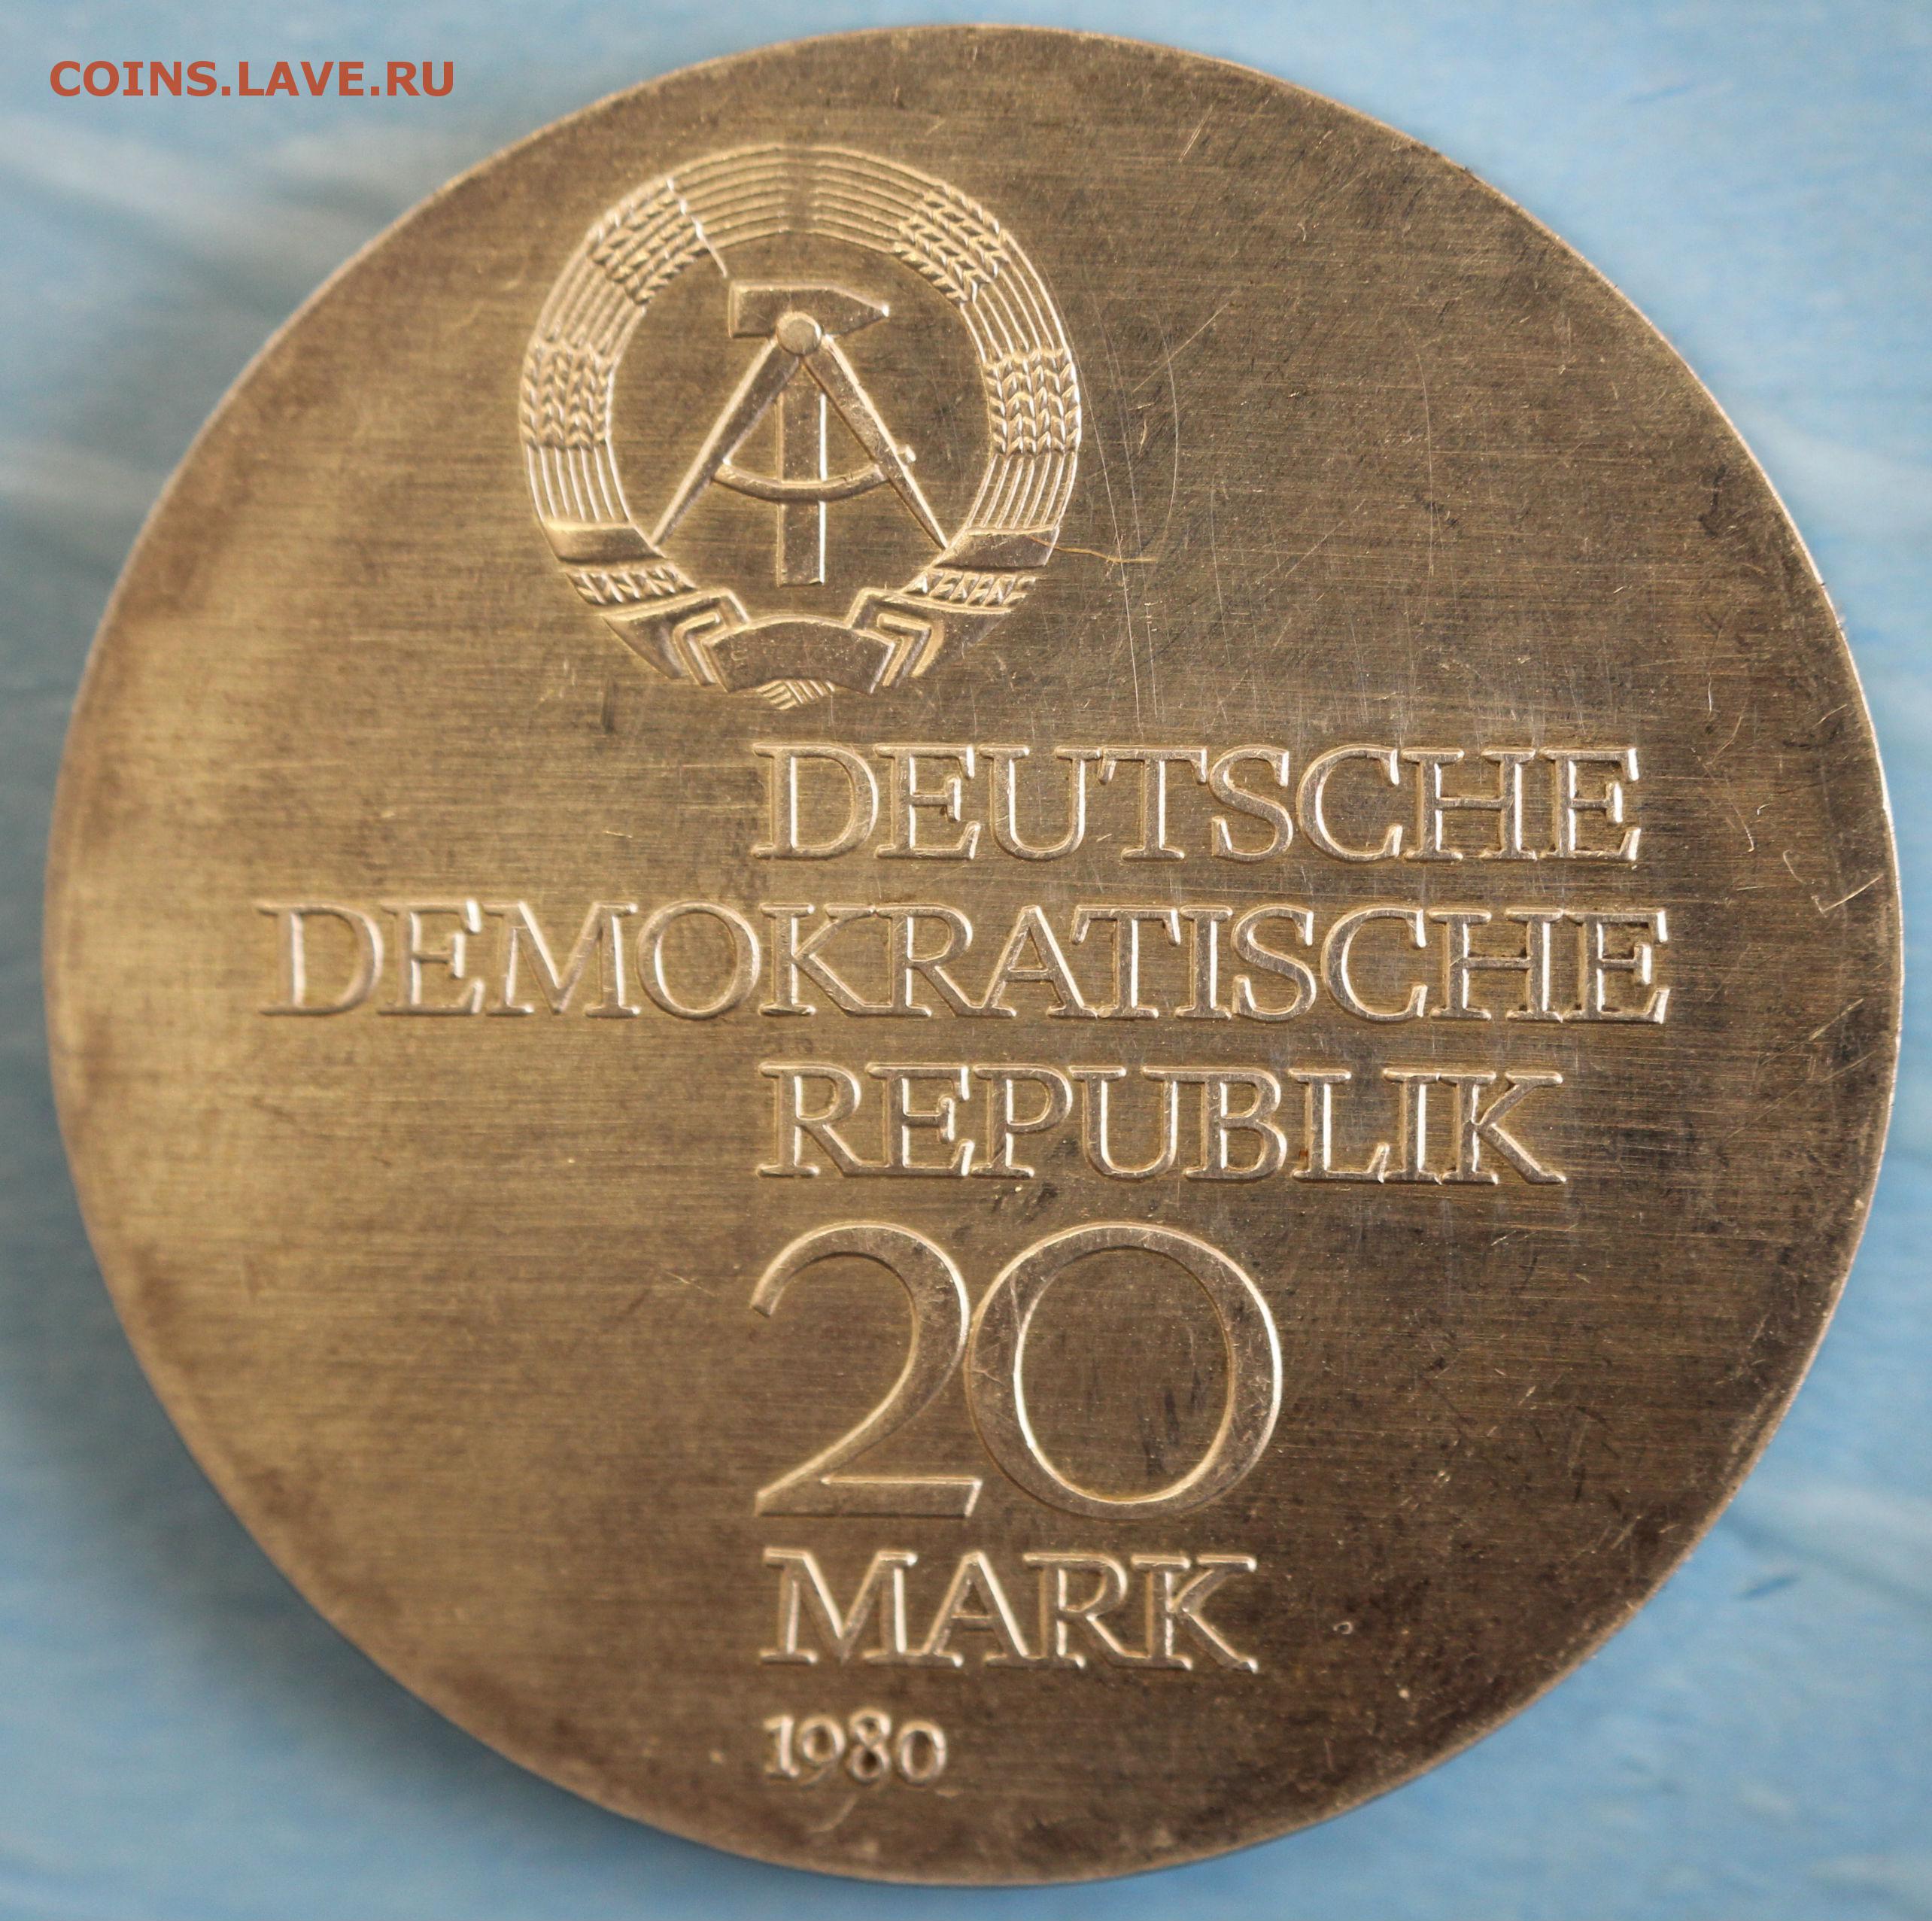 COINS.LAVE.RU
DEUTSCHE
DEMOKRATISCHE
REPUBLIK
20
MARK
1980